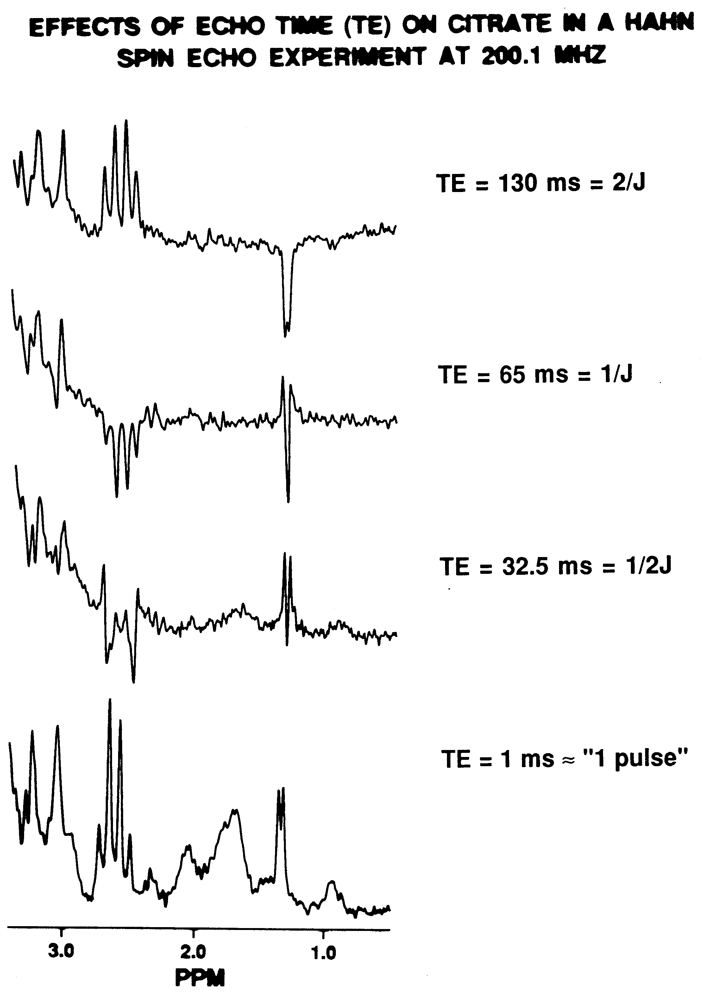 EFFECTS OF ECHO TIME (TE) ON CITRATE IN A HAHN
SPIN ECHO EXPERIMENT AT 200.1 MHZ
TE = 130 ms = 2/J
TE = 65 ms = 1/J
TE = 32.5 ms = 1/2J
TE = 1 ms ≈ "1 pulse"
3.0 2.0 1.0
PPM